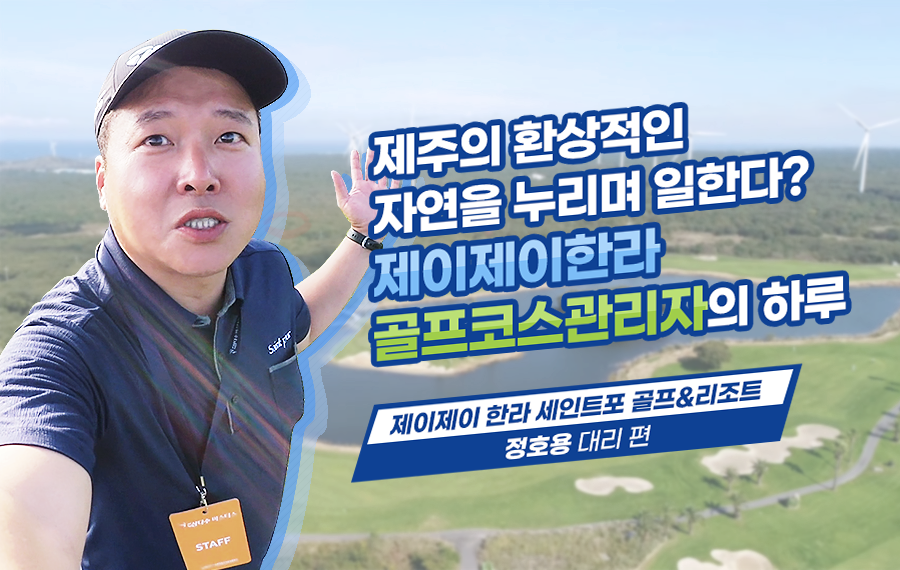 제주의 환상적인
자연을 누리며 일한다?
제이제이한라
골프코스관리자의 하루
제이제이 한라 세인트포 골프&리조트
정호용 대리 편
STAFF